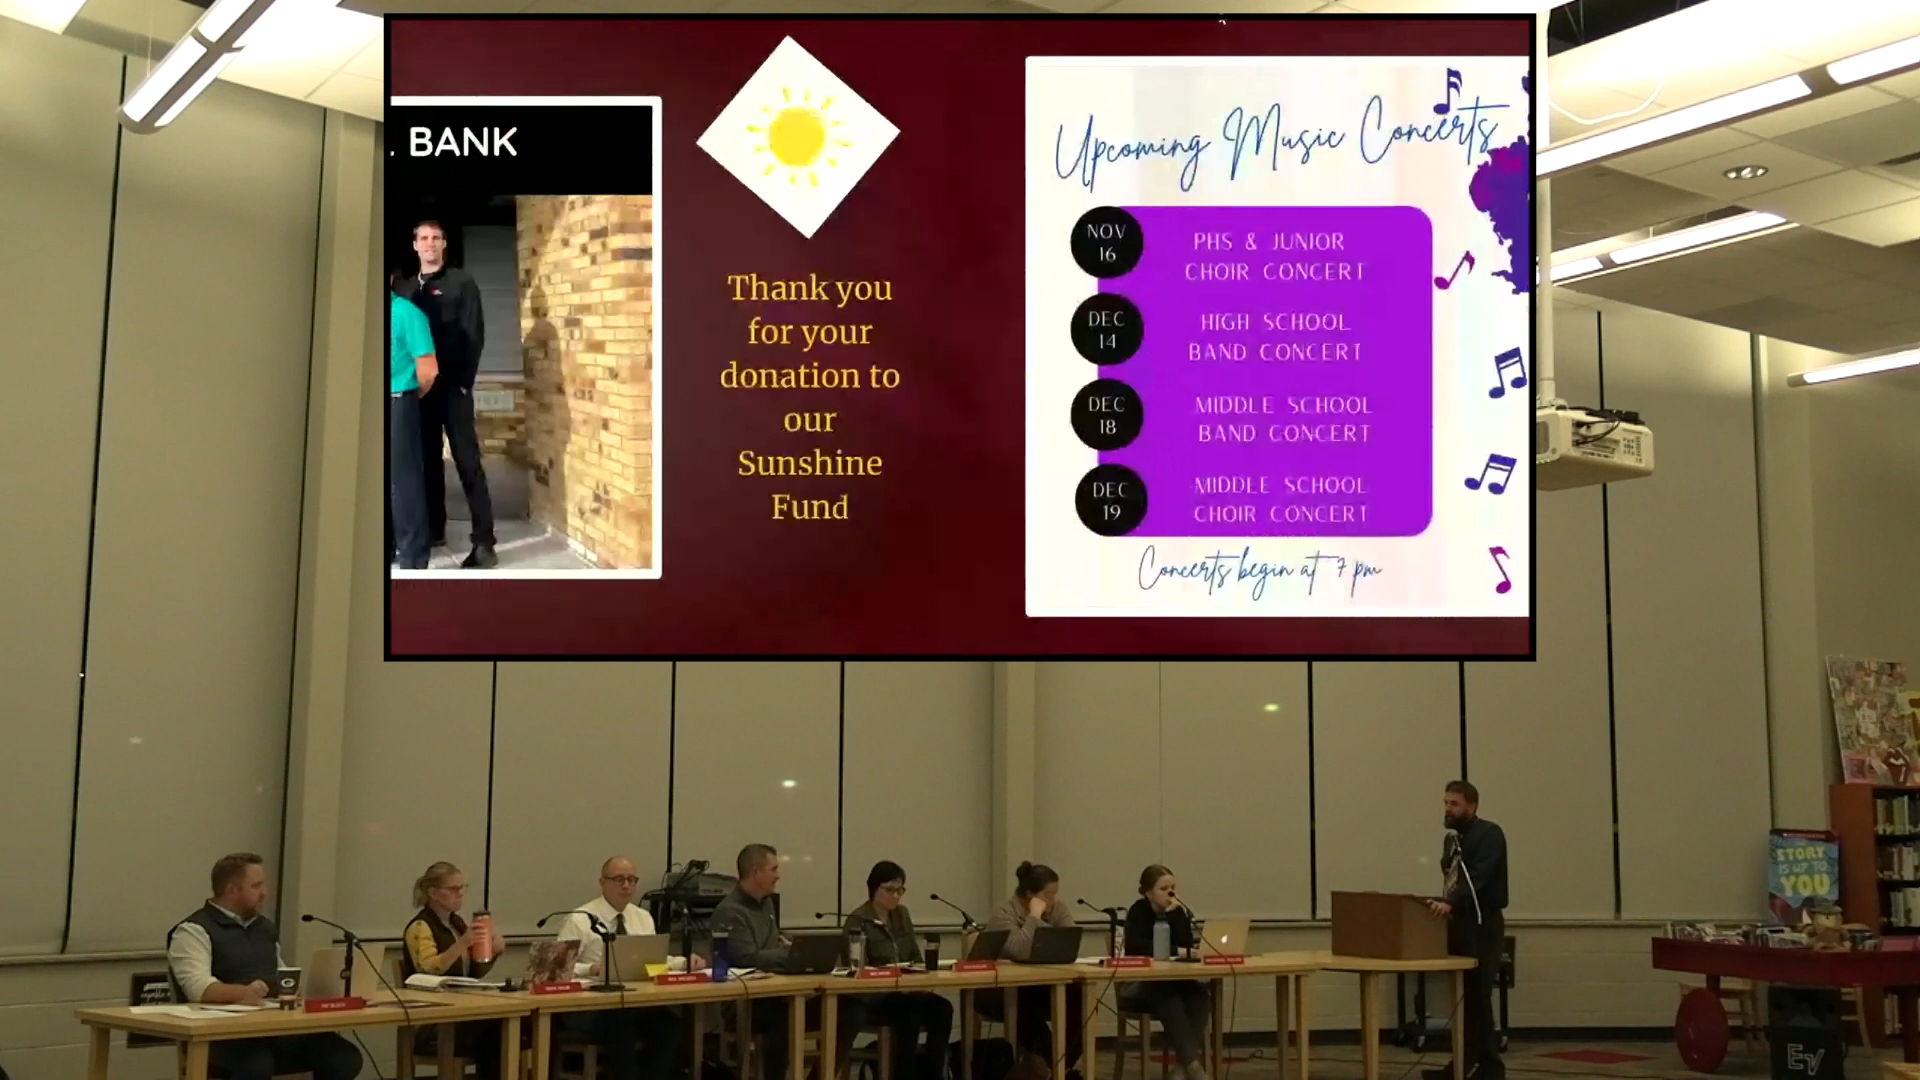 . BANK
Thank you
for your
donation to
our
Sunshine
Fund
Upcoming Music Concerts
NOV
16
PHS & JUNIOR
CHOIR CONCERT
DEC
14
HIGH SCHOOL
BAND CONCERT
DEC
18
MIDDLE SCHOOL
BAND CONCERT
DEC
19
MIDDLE SCHOOL
CHOIR CONCERT
Concerts begin at 7 pm
STORY
IS UP TO
YOU
G
EV